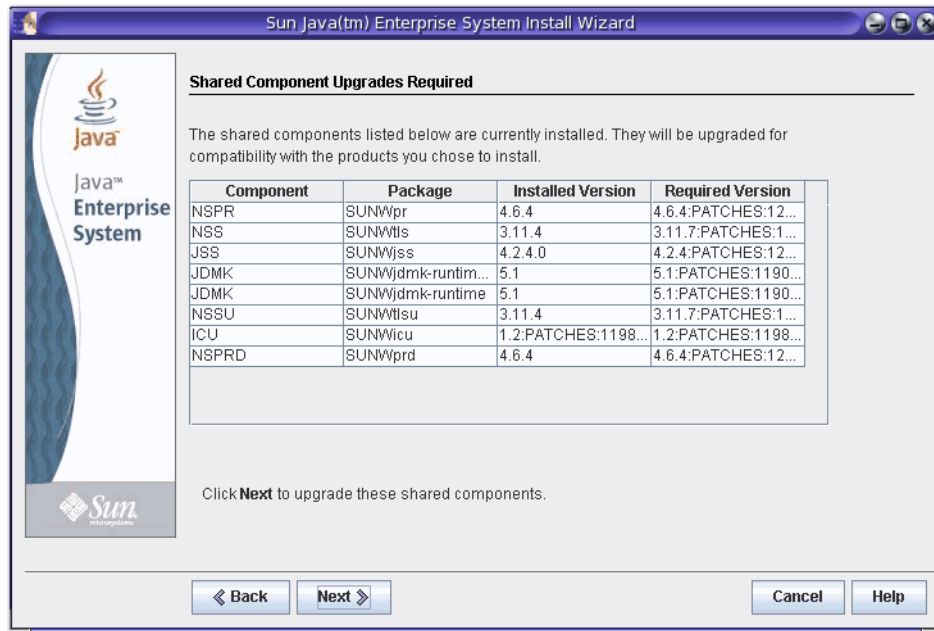 Sun Java(tm) Enterprise System Install Wizard
Java
Java™
Enterprise
System
Sun
microsystems
Shared Component Upgrades Required
The shared components listed below are currently installed. They will be upgraded for
compatibility with the products you chose to install.
Component Package Installed Version Required Version
NSPR SUNWpr 4.6.4 4.6.4:PATCHES:12...
NSS SUNWtls 3.11.4 3.11.7:PATCHES:1...
JSS SUNWjss 4.2.4.0 4.2.4:PATCHES:12...
JDMK SUNWjdmk-runtim... 5.1 5.1:PATCHES:1190...
JDMK SUNWjdmk-runtime 5.1 5.1:PATCHES:1190...
NSSU SUNWtlsu 3.11.4 3.11.7:PATCHES:1...
ICU SUNWicu 1.2:PATCHES:1198... 1.2:PATCHES:1198...
NSPRD SUNWprd 4.6.4 4.6.4:PATCHES:12...
Click Next to upgrade these shared components.
Back Next Cancel Help